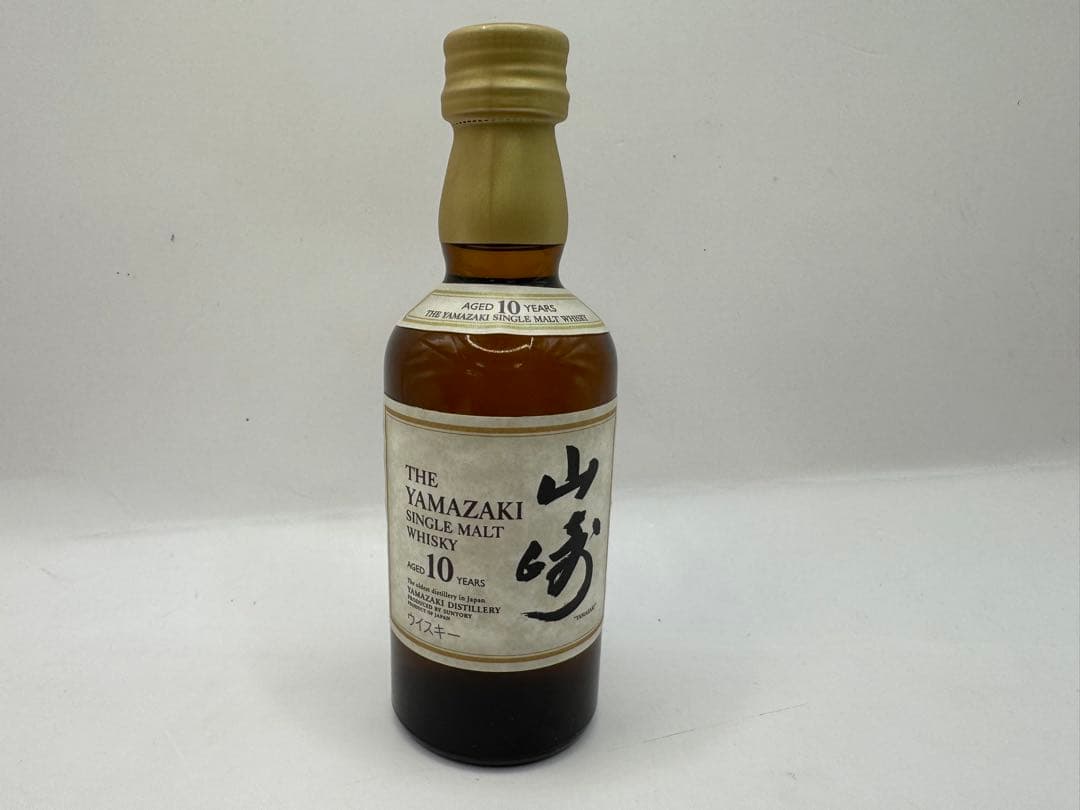 AGED 10 YEARS
THE YAMAZAKI SINGLE MALT WHISKY
THE
YAMAZAKI
SINGLE MALT
WHISKY
AGED 10 YEARS
The oldest distillery in Japan
YAMAZAKI DISTILLERY
PRODUCED BY SUNTORY
PRODUCT OF JAPAN
ウイスキー
山崎
"YAMAZAKI"